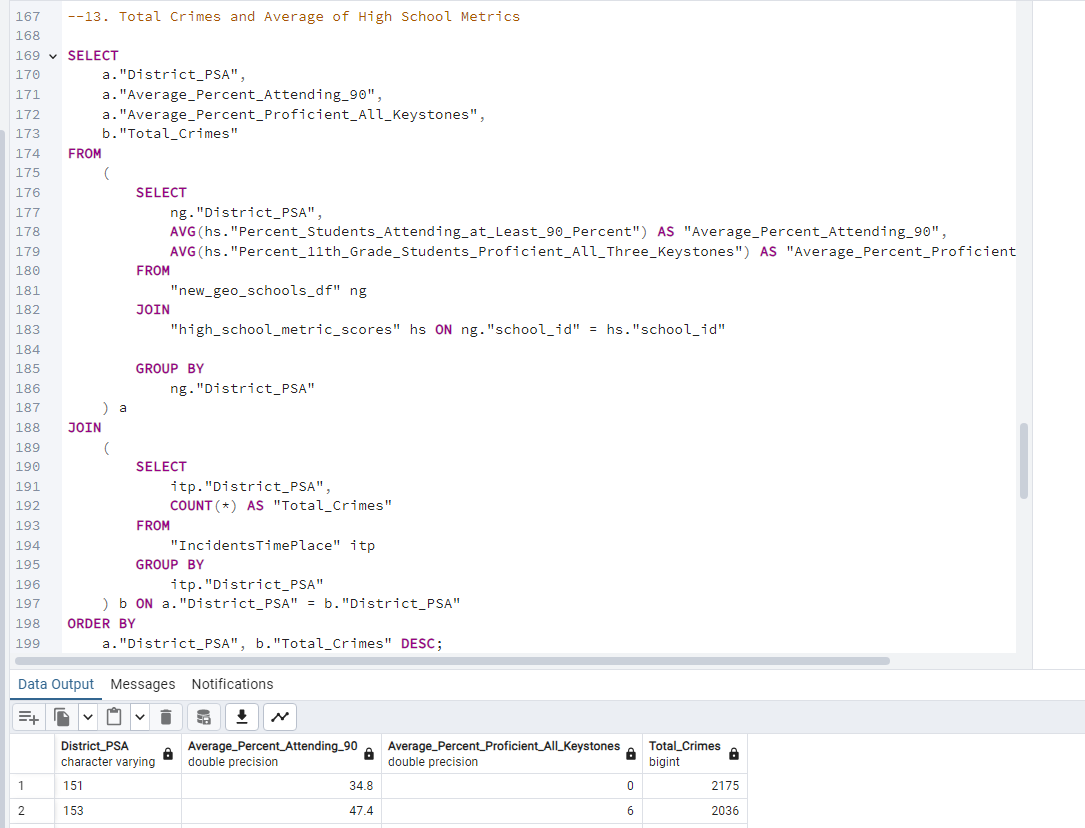 167 --13. Total Crimes and Average of High School Metrics
168
169 SELECT
170 a."District_PSA",
171 a."Average_Percent_Attending_90",
172 a."Average_Percent_Proficient_All_Keystones",
173 b."Total_Crimes"
174 FROM
175 (
176 SELECT
177 ng."District_PSA",
178 AVG(hs."Percent_Students_Attending_at_Least_90_Percent") AS "Average_Percent_Attending_90",
179 AVG(hs."Percent_11th_Grade_Students_Proficient_All_Three_Keystones") AS "Average_Percent_Proficient
180 FROM
181 "new_geo_schools_df" ng
182 JOIN
183 "high_school_metric_scores" hs ON ng."school_id" = hs."school_id"
184
185 GROUP BY
186 ng."District_PSA"
187 ) a
188 JOIN
189 (
190 SELECT
191 itp."District_PSA",
192 COUNT(*) AS "Total_Crimes"
193 FROM
194 "IncidentsTimePlace" itp
195 GROUP BY
196 itp."District_PSA"
197 ) b ON a."District_PSA" = b."District_PSA"
198 ORDER BY
199 a."District_PSA", b."Total_Crimes" DESC;
Data Output Messages Notifications
District_PSA Average_Percent_Attending_90 Average_Percent_Proficient_All_Keystones Total_Crimes
character varying double precision double precision bigint
1 151 34.8 0 2175
2 153 47.4 6 2036